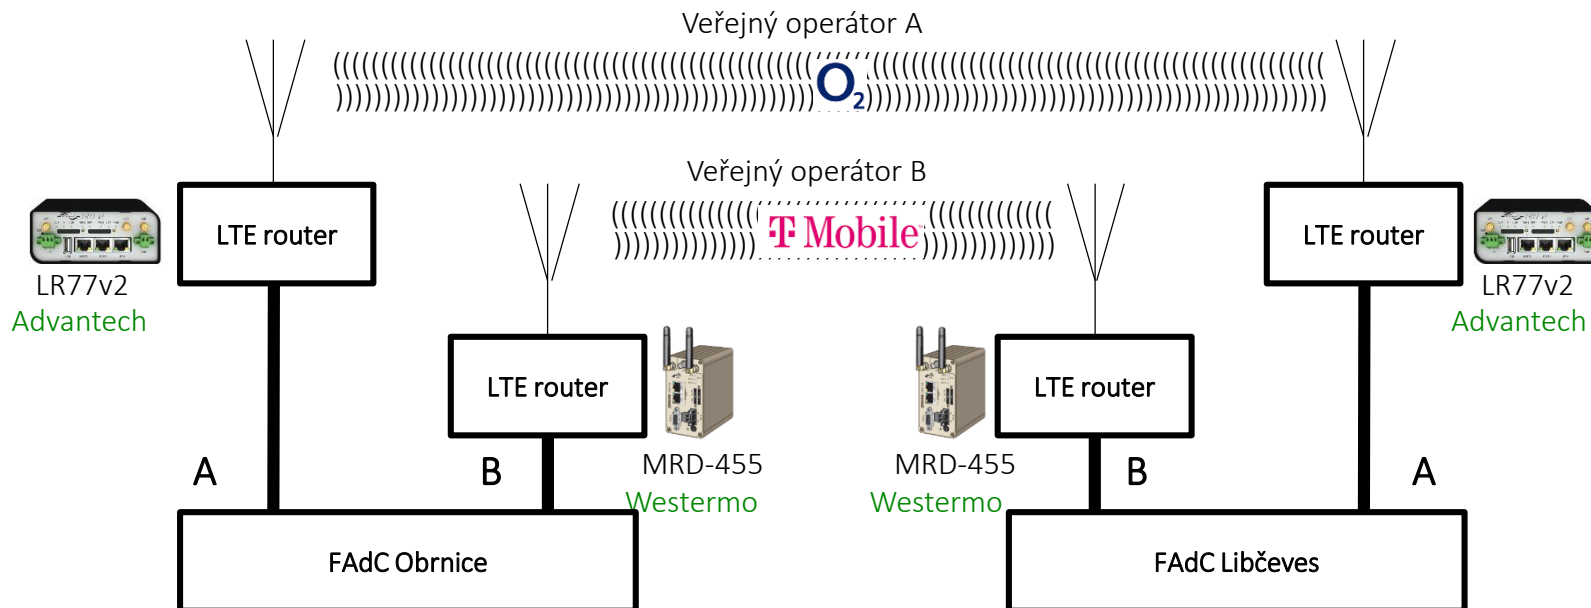 Veřejný operátor A
O2
Veřejný operátor B
T Mobile
LTE router
LTE router
LR77v2
Advantech
LR77v2
Advantech
LTE router
LTE router
MRD-455
Westermo
MRD-455
Westermo
A
B
B
A
FAdC Obrnice
FAdC Libčeves